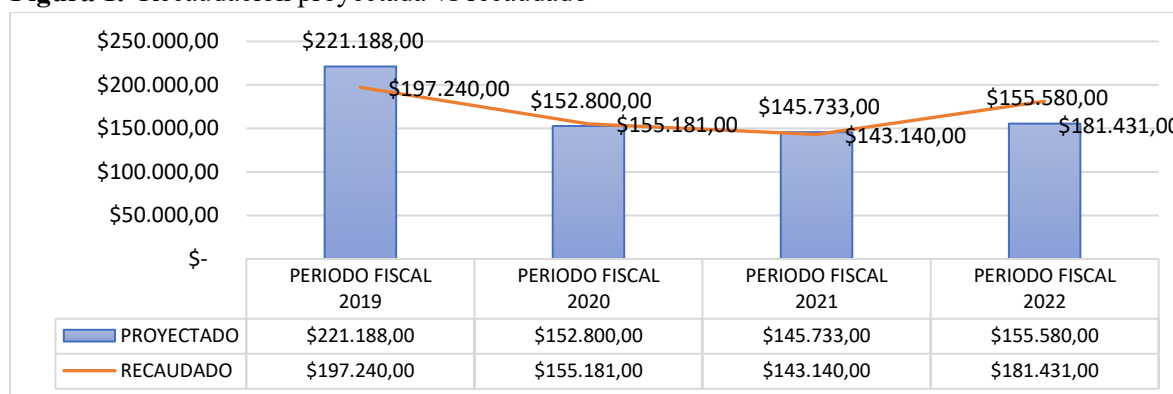 Figura 1. Recaudación proyectada vs recaudado
$250.000,00
$200.000,00
$150.000,00
$100.000,00
$50.000,00
$-
$221.188,00
$197.240,00
$152.800,00
$155.181,00
$145.733,00
$143.140,00
$155.580,00
$181.431,00
PERIODO FISCAL 2019
PERIODO FISCAL 2020
PERIODO FISCAL 2021
PERIODO FISCAL 2022
PROYECTADO $221.188,00 $152.800,00 $145.733,00 $155.580,00
RECAUDADO $197.240,00 $155.181,00 $143.140,00 $181.431,00